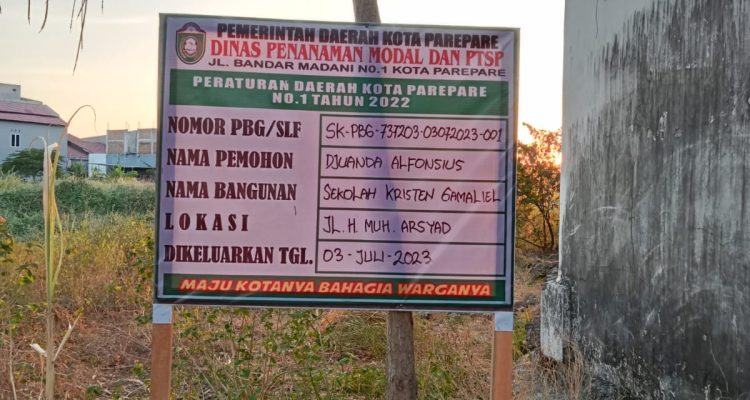 PEMERINTAH DAERAH KOTA PAREPARE
DINAS PENANAMAN MODAL DAN PTSP
JL. BANDAR MADANI NO.1 KOTA PAREPARE
PERATURAN DAERAH KOTA PAREPARE
NO.1 TAHUN 2022
NOMOR PBG/SLF SK-PBG-737203-03072023-001
NAMA PEMOHON DJUANDA ALFONSIUS
NAMA BANGUNAN SEKOLAH KRISTEN GAMALIEL
LOKASI JL. H. MUH. ARSYAD
DIKELUARKAN TGL. 03-JULI-2023
MAJU KOTANYA BAHAGIA WARGANYA